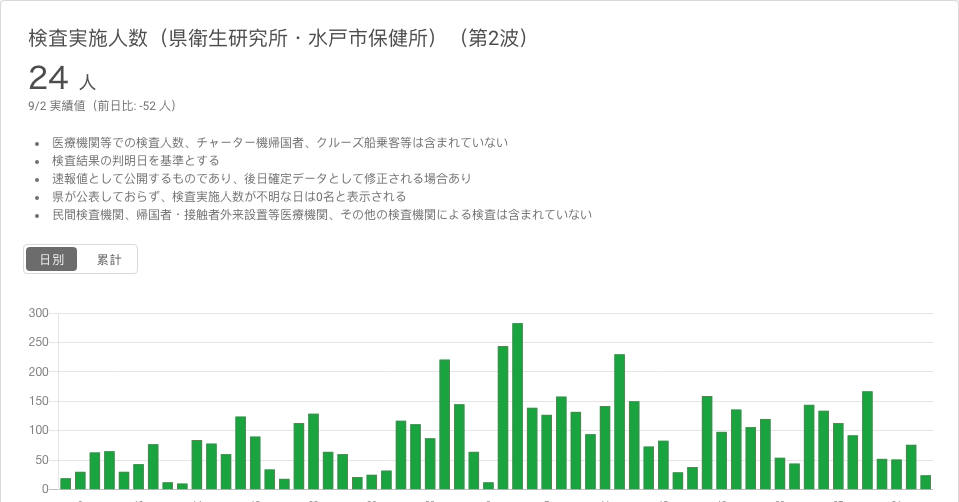 検査実施人数（県衛生研究所・水戸市保健所）（第2波）
24 人
9/2 実績値（前日比: -52 人）
• 医療機関等での検査人数、チャーター機帰国者、クルーズ船乗客等は含まれていない
• 検査結果の判明日を基準とする
• 速報値として公開するものであり、後日確定データとして修正される場合あり
• 県が公表しておらず、検査実施人数が不明な日は0名と表示される
• 民間検査機関、帰国者・接触者外来設置等医療機関、その他の検査機関による検査は含まれていない
日別 累計
300
250
200
150
100
50
0